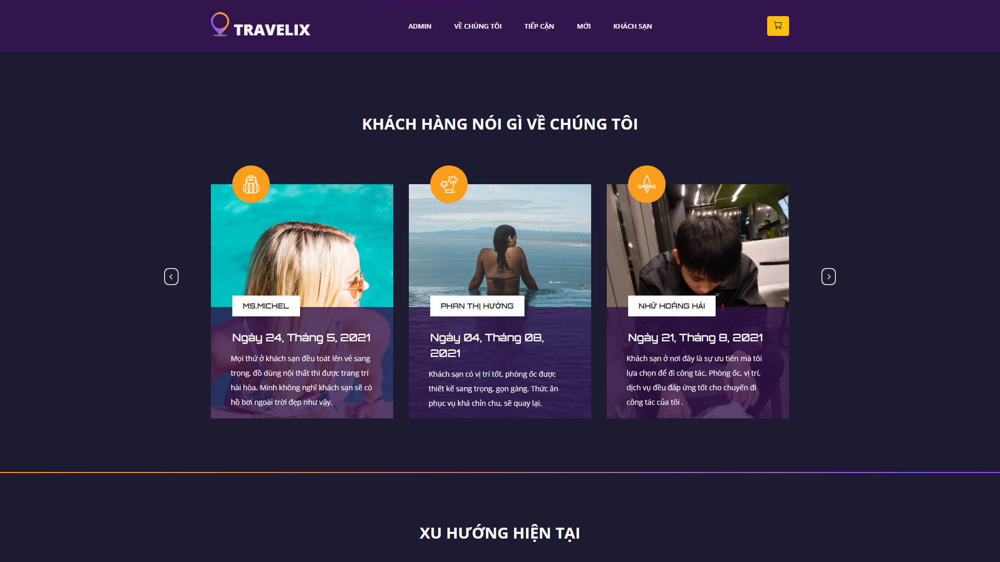 TRAVELIX
ADMIN
VỀ CHÚNG TÔI
TIẾP CẬN
MỚI
KHÁCH SẠN
KHÁCH HÀNG NÓI GÌ VỀ CHÚNG TÔI
MS.MICHEL
Ngày 24, Tháng 5, 2021
Mọi thứ ở khách sạn đều toát lên vẻ sang
trọng, đồ dùng nội thất thì được trang trí
hài hòa. Mình không nghĩ khách sạn sẽ có
hồ bơi ngoài trời đẹp như vậy.
PHAN THỊ HƯỜNG
Ngày 04, Tháng 08,
2021
Khách sạn có vị trí tốt, phòng ốc được
thiết kế sang trọng, gọn gàng. Thức ăn
phục vụ khá chỉn chu, sẽ quay lại.
NHỮ HOÀNG HẢI
Ngày 21, Tháng 8, 2021
Khách sạn ở nơi đây là sự ưu tiên mà tôi
lựa chọn để đi công tác. Phòng ốc, vị trí,
dịch vụ đều đáp ứng tốt cho chuyến đi
công tác của tôi .
XU HƯỚNG HIỆN TẠI